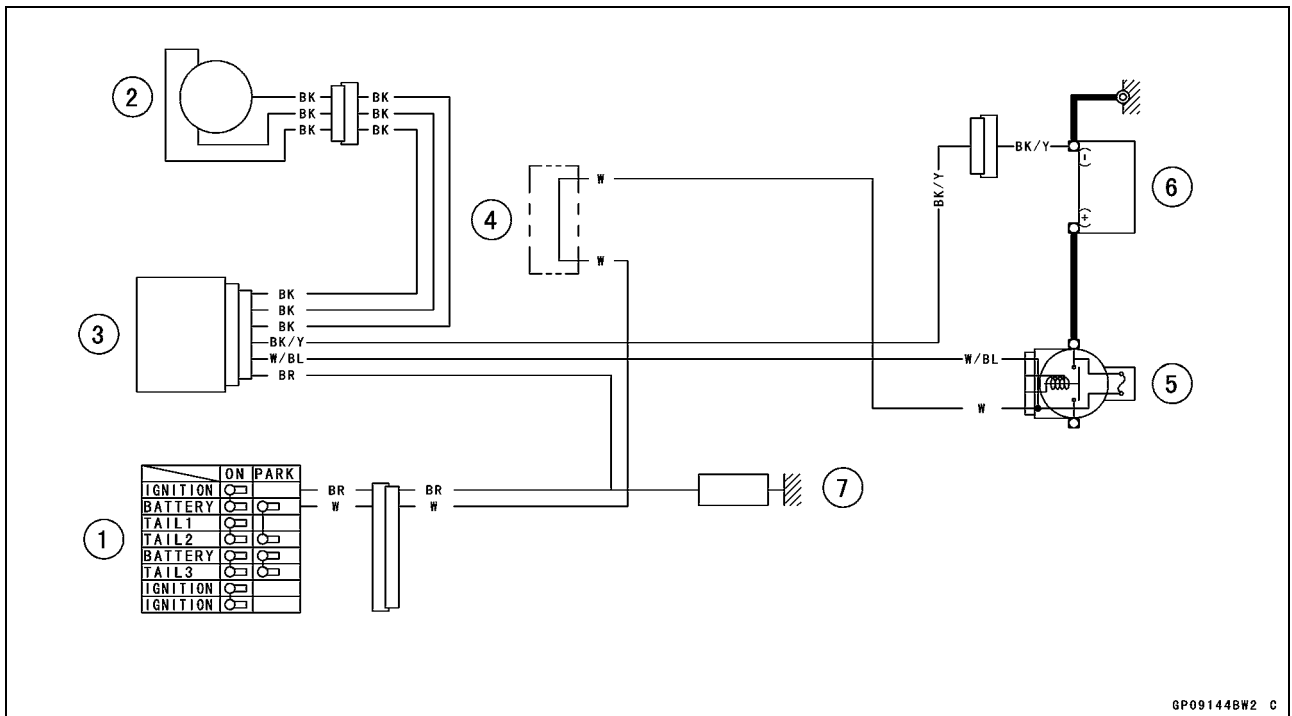 2
BK BK
BK BK
BK BK
BK/Y
(-)
6
BK/Y
4
W
W
(+)
3
BK
BK
BK
BK/Y
W/BL W/BL
BR
W
5
ON PARK
IGNITION BR BR
BATTERY W W
TAIL1
TAIL2
BATTERY
TAIL3
IGNITION
IGNITION
1
7
GP09144BW2 C